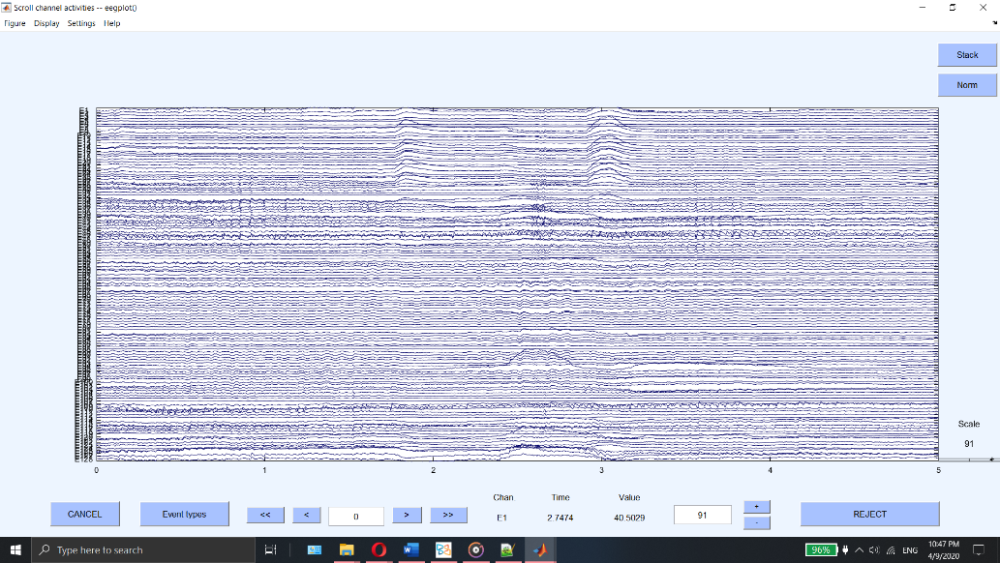 Scroll channel activities -- eegplot()
Figure Display Settings Help
Stack
Norm
E1
E128
Scale
91
0 1 2 3 4 5
Chan Time Value
CANCEL Event types << < 0 > >> E1 2.7474 40.5029 91 + - REJECT
Type here to search
W
96% ENG 10:47 PM
4/9/2020